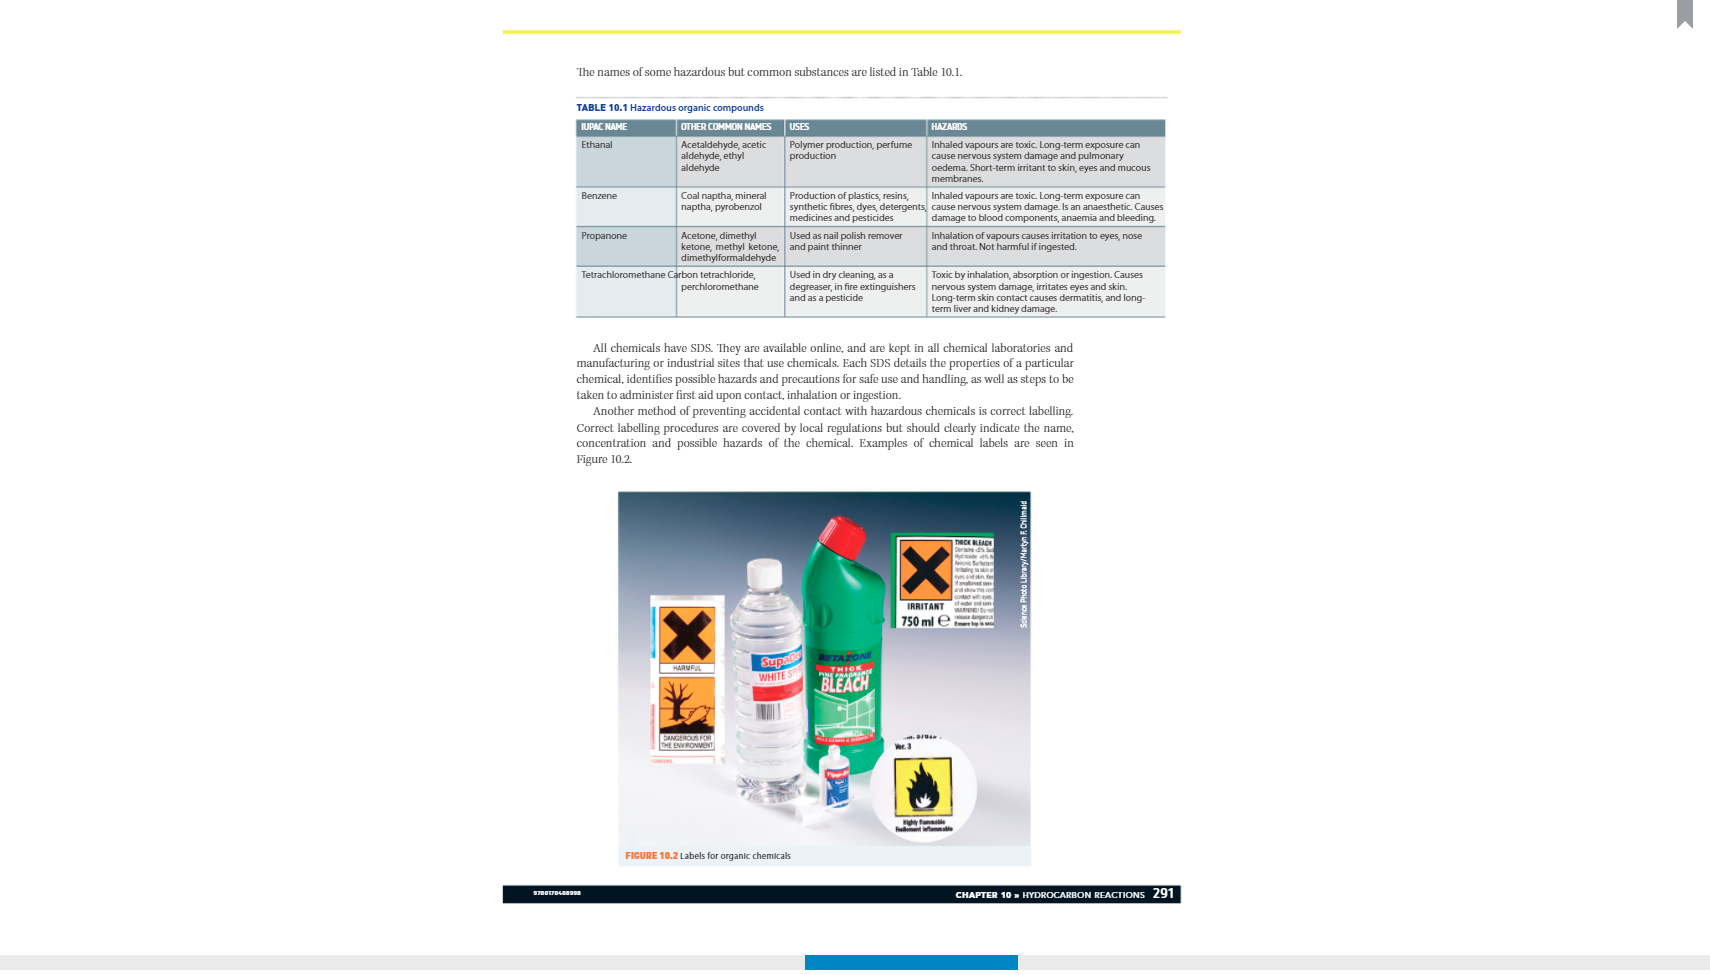 The names of some hazardous but common substances are listed in Table 10.1.
TABLE 10.1 Hazardous organic compounds
IUPAC NAME OTHER COMMON NAMES USES HAZARDS
Ethanal
Acetaldehyde, acetic
aldehyde, ethyl
aldehyde
Polymer production, perfume
production
Inhaled vapours are toxic. Long-term exposure can
cause nervous system damage and pulmonary
oedema. Short-term irritant to skin, eyes and mucous
membranes.
Benzene
Coal naptha, mineral
naptha, pyrobenzol
Production of plastics, resins,
synthetic fibres, dyes, detergents,
medicines and pesticides
Inhaled vapours are toxic. Long-term exposure can
cause nervous system damage. Is an anaesthetic. Causes
damage to blood components, anaemia and bleeding.
Propanone
Acetone, dimethyl
ketone, methyl ketone,
dimethylformaldehyde
Used as nail polish remover
and paint thinner
Inhalation of vapours causes irritation to eyes, nose
and throat. Not harmful if ingested.
Tetrachloromethane
Carbon tetrachloride,
perchloromethane
Used in dry cleaning, as a
degreaser, in fire extinguishers
and as a pesticide
Toxic by inhalation, absorption or ingestion. Causes
nervous system damage, irritates eyes and skin.
Long-term skin contact causes dermatitis, and long-
term liver and kidney damage.
All chemicals have SDS. They are available online, and are kept in all chemical laboratories and
manufacturing or industrial sites that use chemicals. Each SDS details the properties of a particular
chemical, identifies possible hazards and precautions for safe use and handling, as well as steps to be
taken to administer first aid upon contact, inhalation or ingestion.
Another method of preventing accidental contact with hazardous chemicals is correct labelling.
Correct labelling procedures are covered by local regulations but should clearly indicate the name,
concentration and possible hazards of the chemical. Examples of chemical labels are seen in
Figure 10.2.
Science Photo Library/Martyn F. Chillmaid
THICK BLEACH
IRRITANT
750 ml e
HARMFUL
DANGEROUS FOR
THE ENVIRONMENT
WHITE
BETAZONE
THICK
PINE FRAGRANCE
BLEACH
Ver. 3
Highly flammable
Facilement inflammable
FIGURE 10.2 Labels for organic chemicals
9780170408998
CHAPTER 10 » HYDROCARBON REACTIONS 291